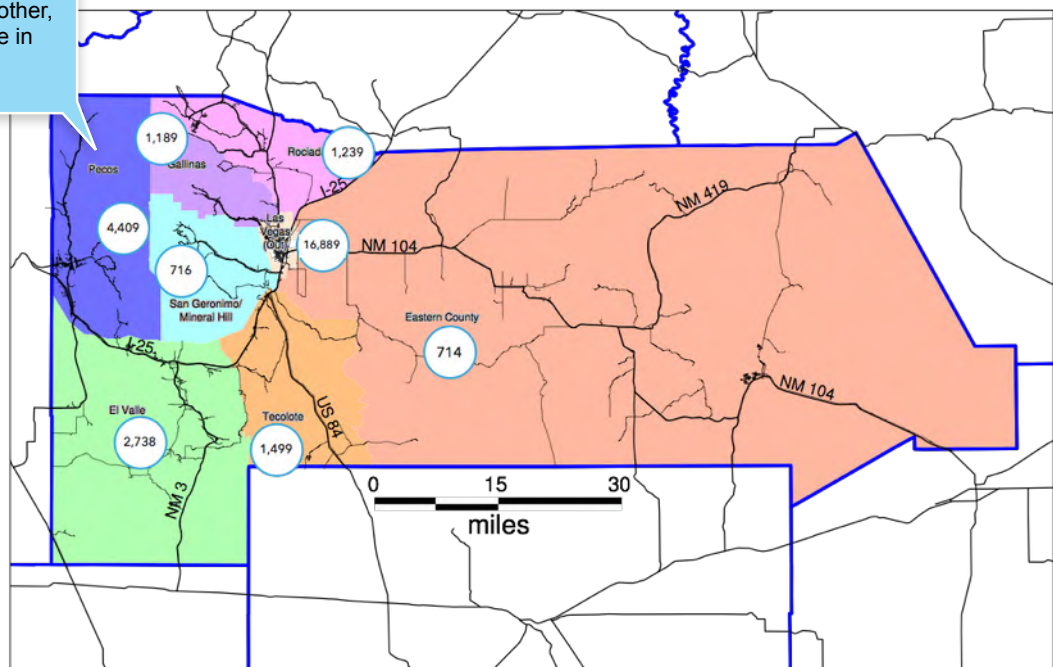 other,
e in
1,189
Gallinas
Rociad
1,239
I-25
Pecos
4,409
Las
Vegas
16,889
NM 104
NM 419
716
San Geronimo/
Mineral Hill
Eastern County
714
I-25
NM 104
El Valle
2,738
Tecolote
1,499
US 84
NM 3
0 15 30
miles